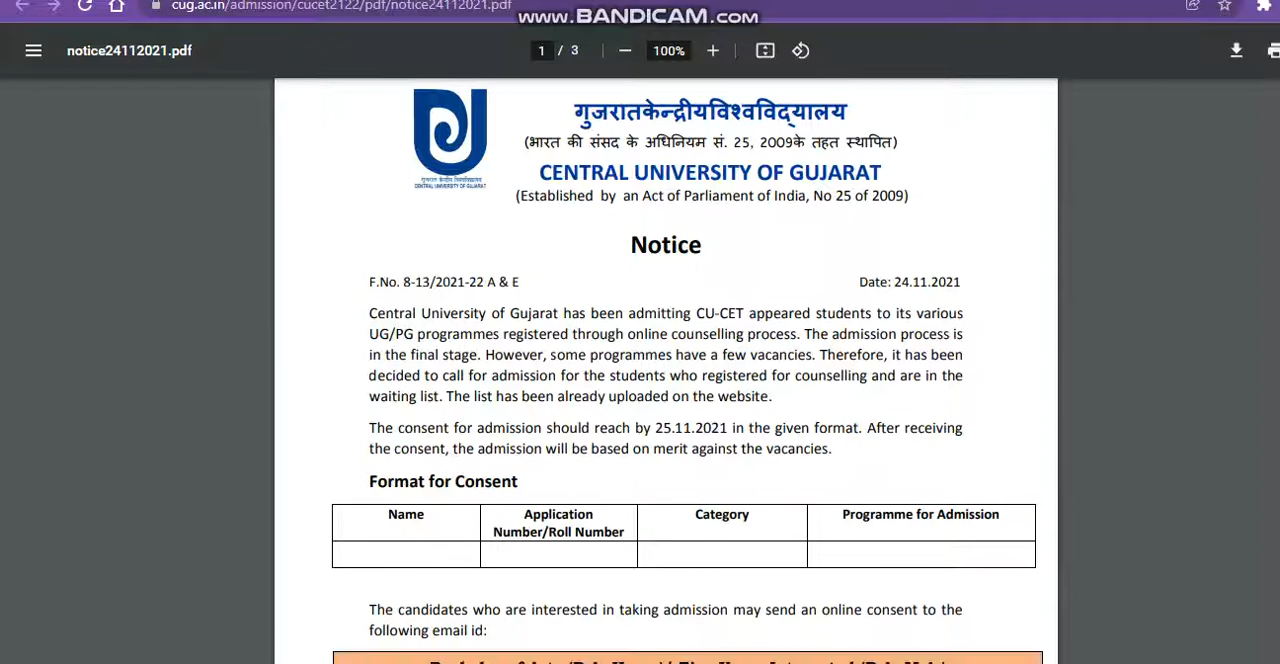 cug.ac.in/admission/cucet2122/pdf/notice24112021.pdf
WWW.BANDICAM.COM
notice24112021.pdf
1 / 3
100%
गुजरातकेन्द्रीयविश्वविद्यालय
(भारत की संसद के अधिनियम सं. 25, 2009के तहत स्थापित)
गुजरात केन्द्रीय विश्वविद्यालय
CENTRAL UNIVERSITY OF GUJARAT
CENTRAL UNIVERSITY OF GUJARAT
(Established by an Act of Parliament of India, No 25 of 2009)
Notice
F.No. 8-13/2021-22 A & E
Date: 24.11.2021
Central University of Gujarat has been admitting CU-CET appeared students to its various
UG/PG programmes registered through online counselling process. The admission process is
in the final stage. However, some programmes have a few vacancies. Therefore, it has been
decided to call for admission for the students who registered for counselling and are in the
waiting list. The list has been already uploaded on the website.
The consent for admission should reach by 25.11.2021 in the given format. After receiving
the consent, the admission will be based on merit against the vacancies.
Format for Consent
Name
Application
Number/Roll Number
Category
Programme for Admission
The candidates who are interested in taking admission may send an online consent to the
following email id: